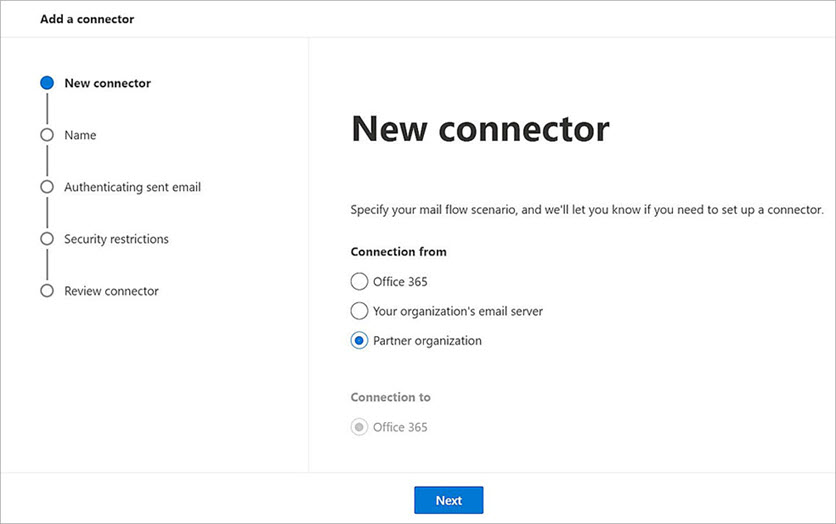 Add a connector
New connector
Name
Authenticating sent email
Security restrictions
Review connector
New connector
Specify your mail flow scenario, and we'll let you know if you need to set up a connector.
Connection from
Office 365
Your organization's email server
Partner organization
Connection to
Office 365
Next